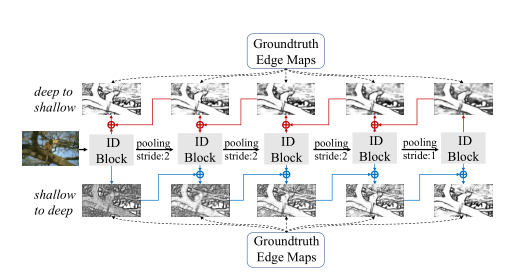 Groundtruth
Edge Maps
deep to
shallow
ID
Block
pooling
stride:2
ID
Block
pooling
stride:2
ID
Block
pooling
stride:2
ID
Block
pooling
stride:1
ID
Block
shallow
to deep
Groundtruth
Edge Maps